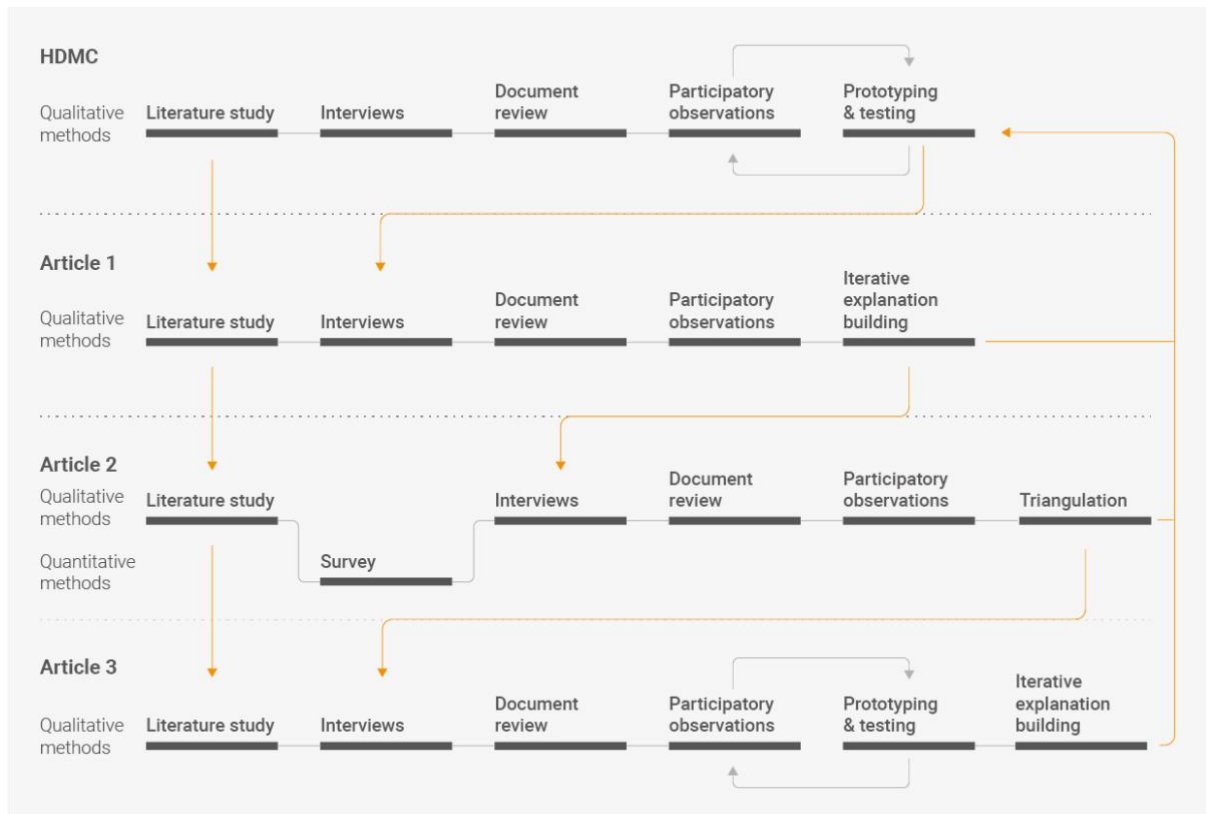 HDMC
Qualitative
methods
Literature study
Interviews
Document
review
Participatory
observations
Prototyping
& testing
Article 1
Qualitative
methods
Literature study
Interviews
Document
review
Participatory
observations
Iterative
explanation
building
Article 2
Qualitative
methods
Literature study
Interviews
Document
review
Participatory
observations
Triangulation
Quantitative
methods
Survey
Article 3
Qualitative
methods
Literature study
Interviews
Document
review
Participatory
observations
Prototyping
& testing
Iterative
explanation
building